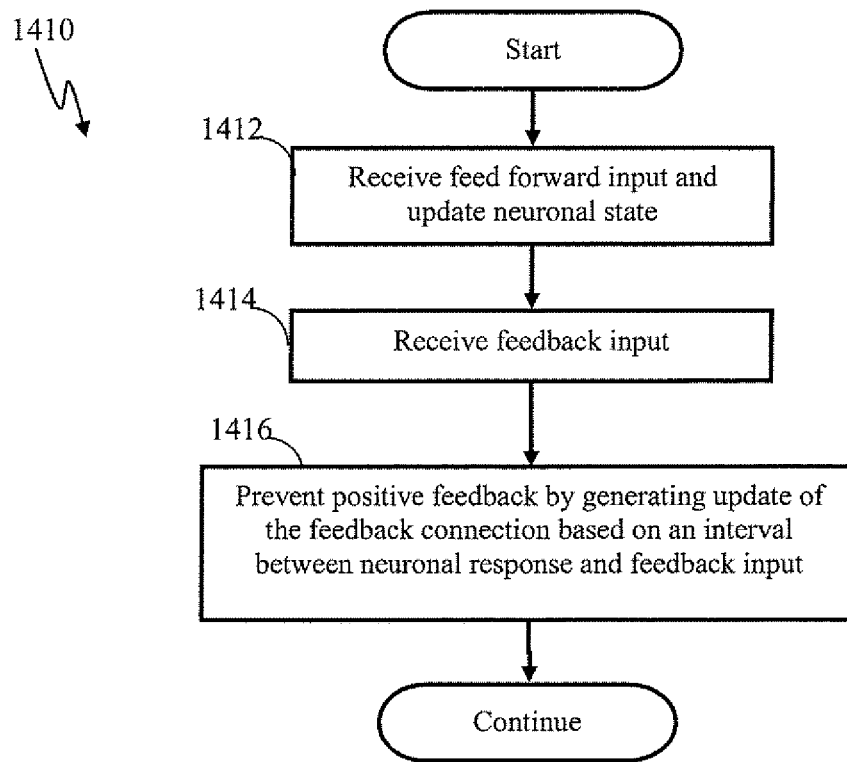 1410
Start
1412
Receive feed forward input and
update neuronal state
1414
Receive feedback input
1416
Prevent positive feedback by generating update of
the feedback connection based on an interval
between neuronal response and feedback input
Continue